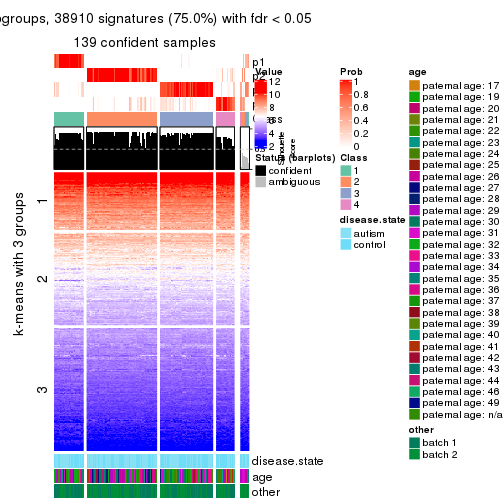 ogroups, 38910 signatures (75.0%) with fdr < 0.05
139 confident samples
p1
p2
Value
12
10
8
6
4
2
Silhouette
score
Status (barplots)
confident
ambiguous
Prob
1
0.8
0.6
0.4
0.2
0
Class
1
2
3
4
disease.state
autism
control
age
paternal age: 17
paternal age: 19
paternal age: 20
paternal age: 21
paternal age: 22
paternal age: 23
paternal age: 24
paternal age: 25
paternal age: 26
paternal age: 27
paternal age: 28
paternal age: 29
paternal age: 30
paternal age: 31
paternal age: 32
paternal age: 33
paternal age: 34
paternal age: 35
paternal age: 36
paternal age: 37
paternal age: 38
paternal age: 39
paternal age: 40
paternal age: 41
paternal age: 42
paternal age: 43
paternal age: 44
paternal age: 46
paternal age: 49
paternal age: n/a
other
batch 1
batch 2
k-means with 3 groups
1
2
3
disease.state
age
other